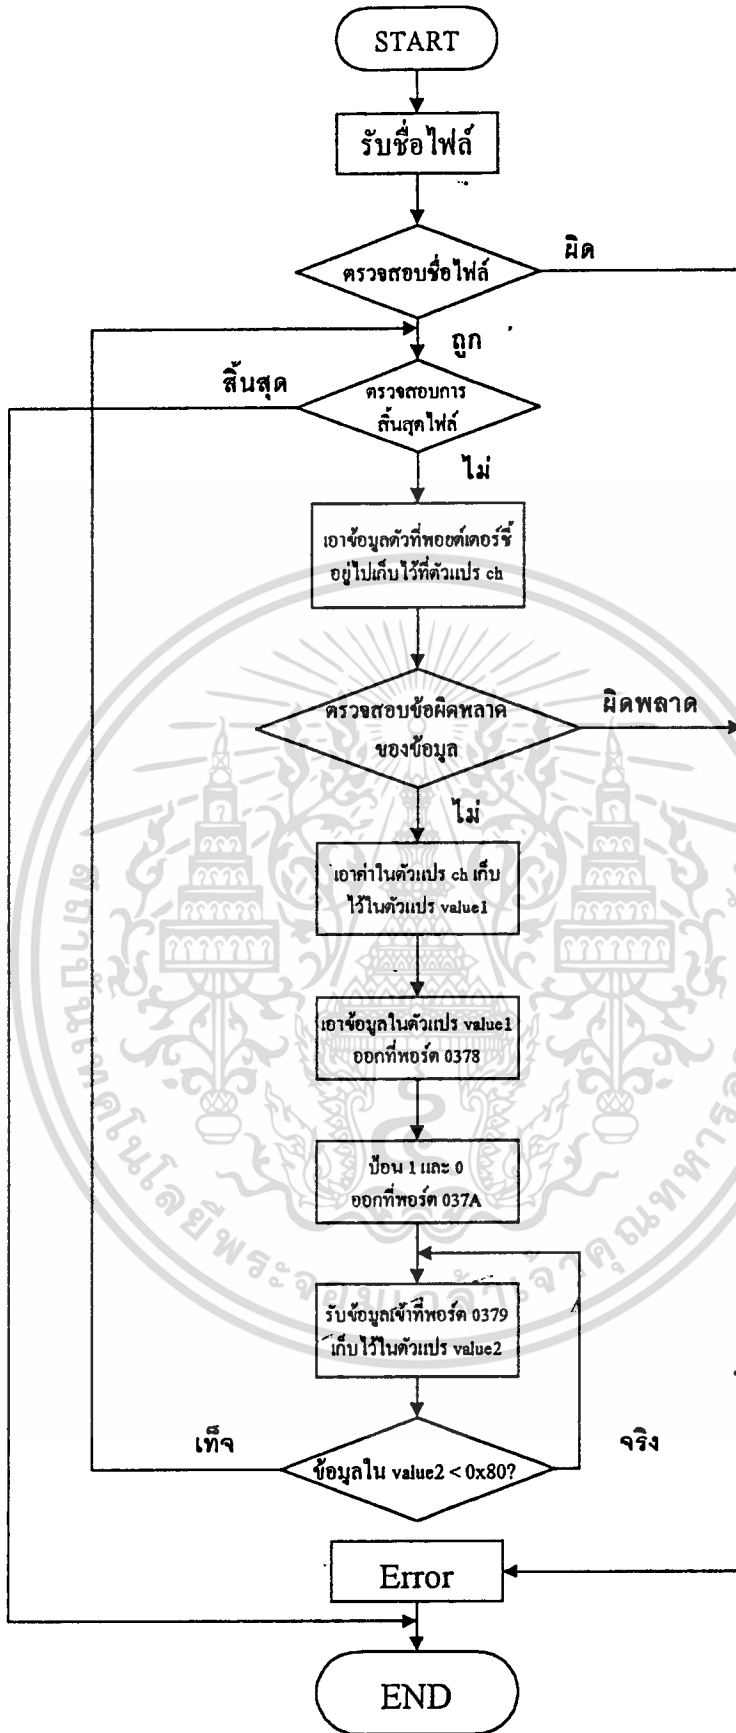 START
รับชื่อไฟล์
ตรวจสอบชื่อไฟล์
ผิด
ถูก
สิ้นสุด
ตรวจสอบการ
สิ้นสุดไฟล์
ไม่
เอาข้อมูลตัวที่พอยต์เตอร์ชี้
อยู่ไปเก็บไว้ที่ตัวแปร ch
ตรวจสอบข้อผิดพลาด
ของข้อมูล
ผิดพลาด
ไม่
เอาค่าในตัวแปร ch เก็บ
ไว้ในตัวแปร value1
เอาข้อมูลในตัวแปร value1
ออกที่พอร์ต 0378
ป้อน 1 และ 0
ออกที่พอร์ต 037A
รับข้อมูลเข้าที่พอร์ต 0379
เก็บไว้ในตัวแปร value2
เท็จ
จริง
ข้อมูลใน value2 < 0x80?
Error
END